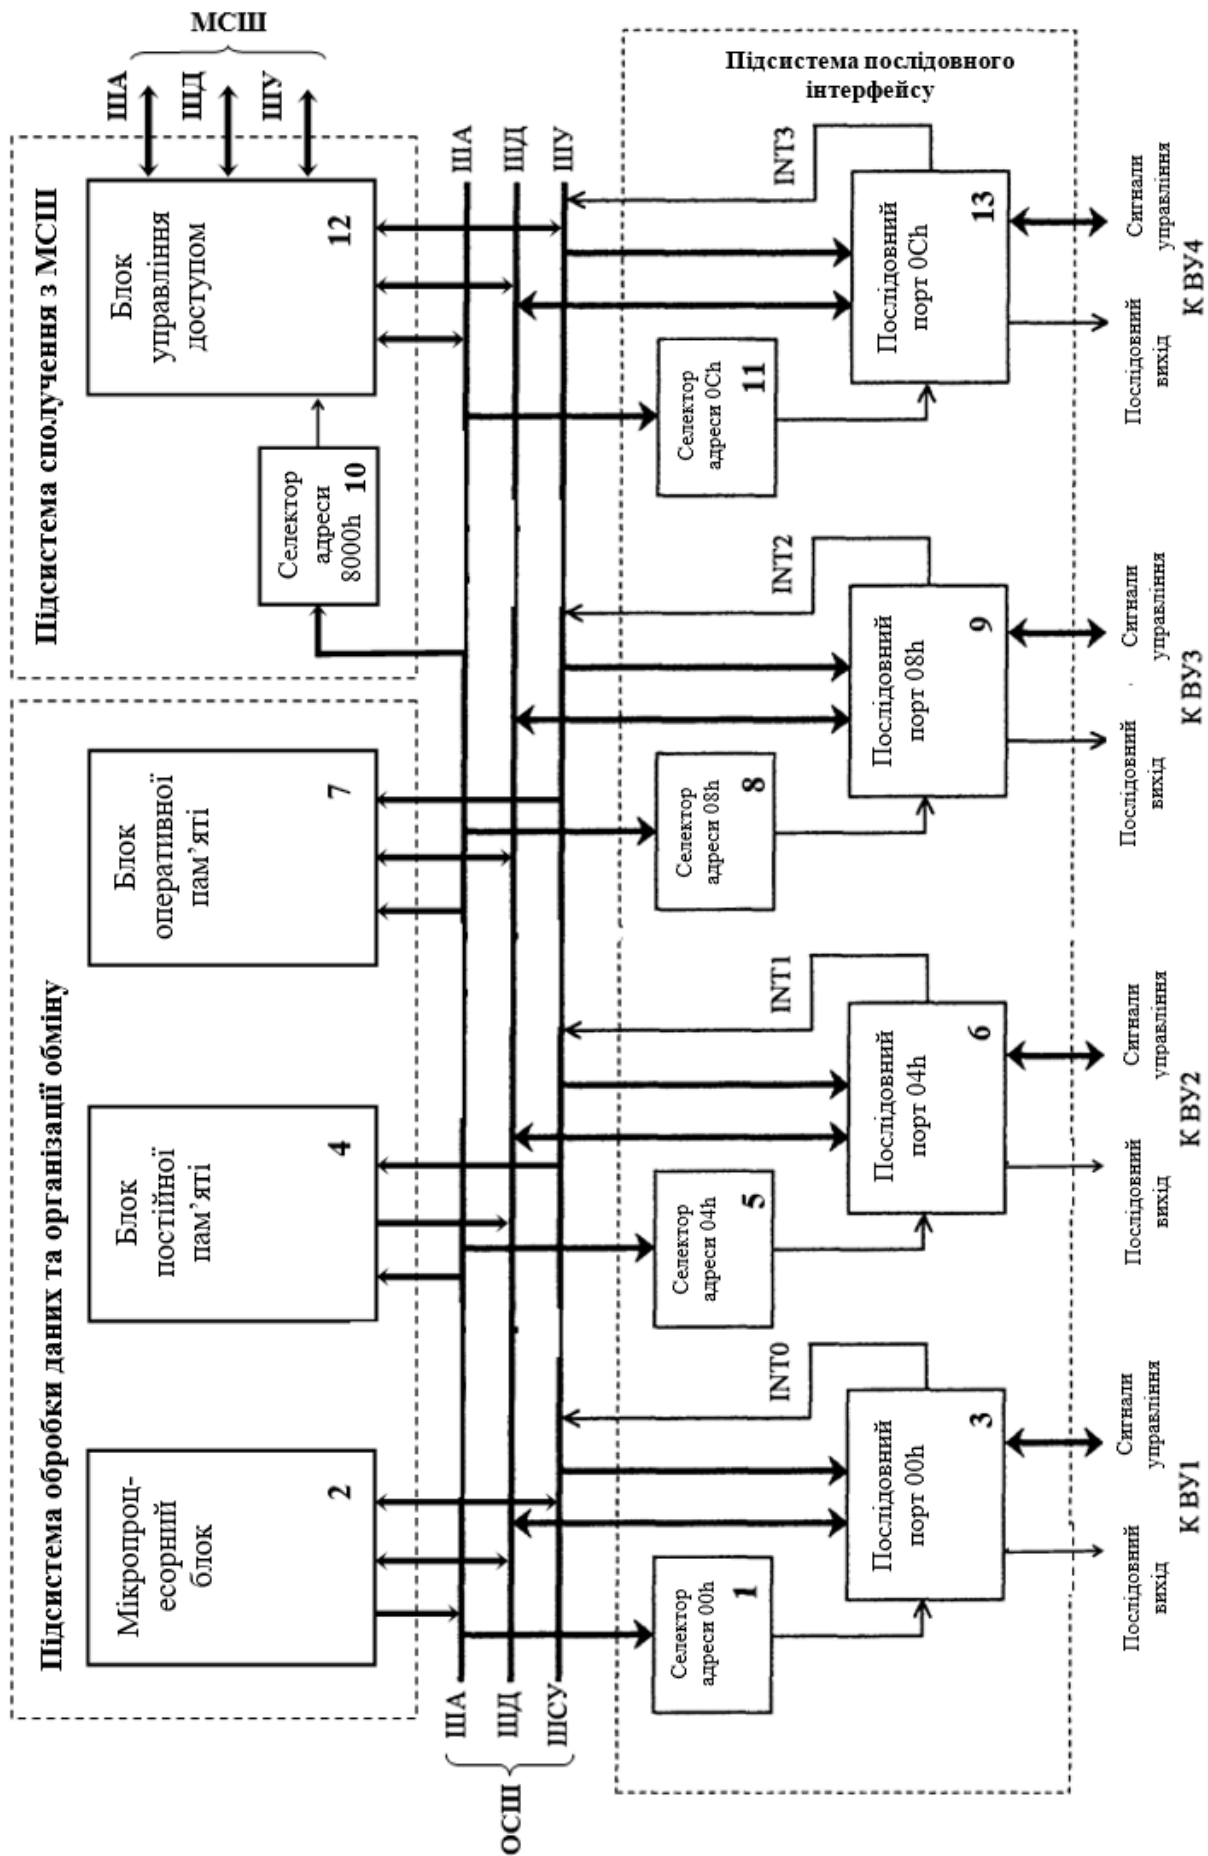 Підсистема обробки даних та організації обміну
Мікропроц-
есорний
блок
2
Блок
постійної
пам’яті
4
Блок
оперативної
пам’яті
7
Підсистема сполучення з МСШ
Селектор
адреси
8000h
10
Блок
управління
доступом
12
МСШ
ША
ШД
ШУ
ОСШ
ША
ШД
ШСУ
ША
ШД
ШУ
Підсистема послідовного
інтерфейсу
Селектор
адреси 00h
1
Послідовний
порт 00h
3
INT0
Селектор
адреси 04h
5
Послідовний
порт 04h
6
INT1
Селектор
адреси 08h
8
Послідовний
порт 08h
9
INT2
Селектор
адреси 0Ch
11
Послідовний
порт 0Ch
13
INT3
Послідовний
вихід
Сигнали
управління
К ВУ1
Послідовний
вихід
Сигнали
управління
К ВУ2
Послідовний
вихід
Сигнали
управління
К ВУ3
Послідовний
вихід
Сигнали
управління
К ВУ4